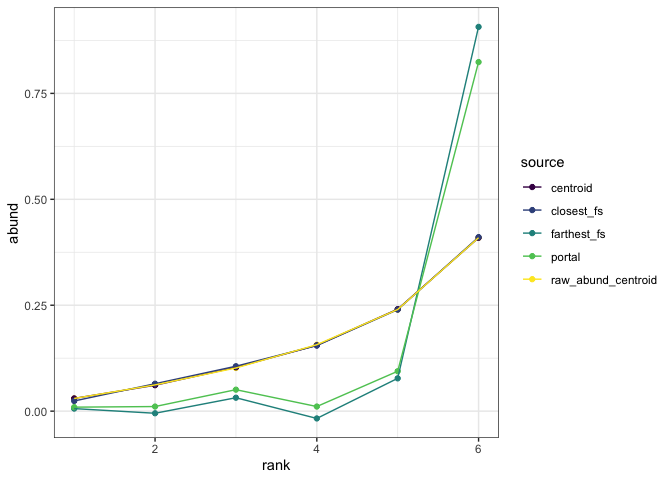 0.75
0.50
0.25
0.00
abund
2
4
6
rank
source
centroid
closest_fs
farthest_fs
portal
raw_abund_centroid